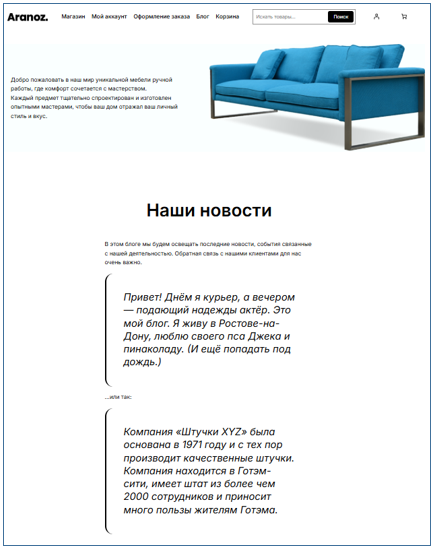 Aranoz. Магазин Мой аккаунт Оформление заказа Блог Корзина Искать товары... Поиск
Добро пожаловать в наш мир уникальной мебели ручной
работы, где комфорт сочетается с мастерством.
Каждый предмет тщательно спроектирован и изготовлен
опытными мастерами, чтобы ваш дом отражал ваш личный
стиль и вкус.
Наши новости
В этом блоге мы будем освещать последние новости, события связанные
с нашей деятельностью. Обратная связь с нашими клиентами для нас
очень важно.
Привет! Днём я курьер, а вечером
— подающий надежды актёр. Это
мой блог. Я живу в Ростове-на-
Дону, люблю своего пса Джека и
пинаколаду. (И ещё попадать под
дождь.)
...или так:
Компания «Штучки XYZ» была
основана в 1971 году и с тех пор
производит качественные штучки.
Компания находится в Готэм-
сити, имеет штат из более чем
2000 сотрудников и приносит
много пользы жителям Готэма.